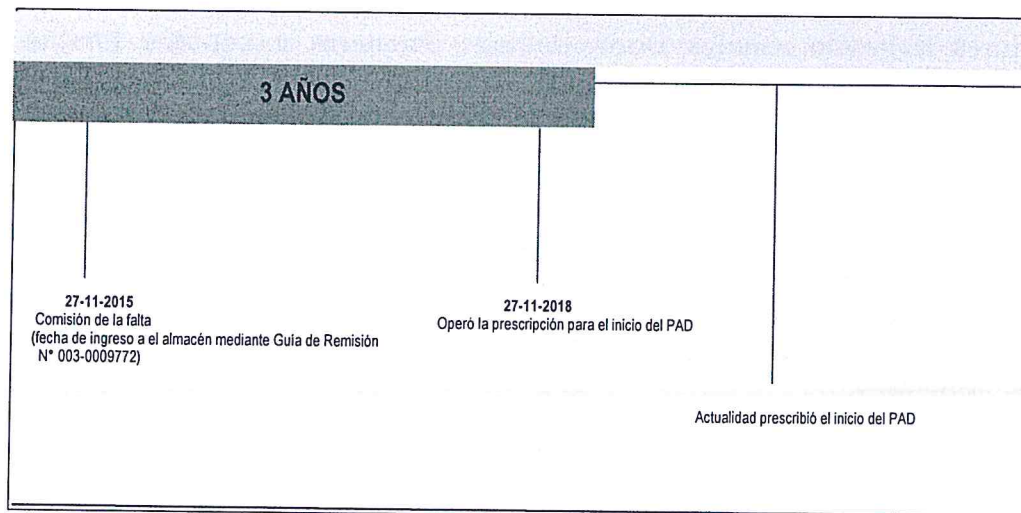 3 AÑOS
27-11-2015
Comisión de la falta
(fecha de ingreso a el almacén mediante Guía de Remisión
N° 003-0009772)
27-11-2018
Operó la prescripción para el inicio del PAD
Actualidad prescribió el inicio del PAD